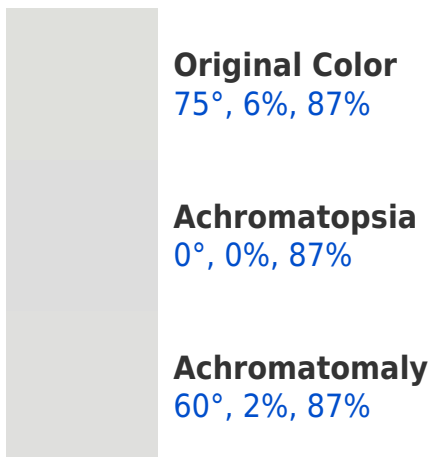 Original Color
75°, 6%, 87%
Achromatopsia
0°, 0%, 87%
Achromatomaly
60°, 2%, 87%